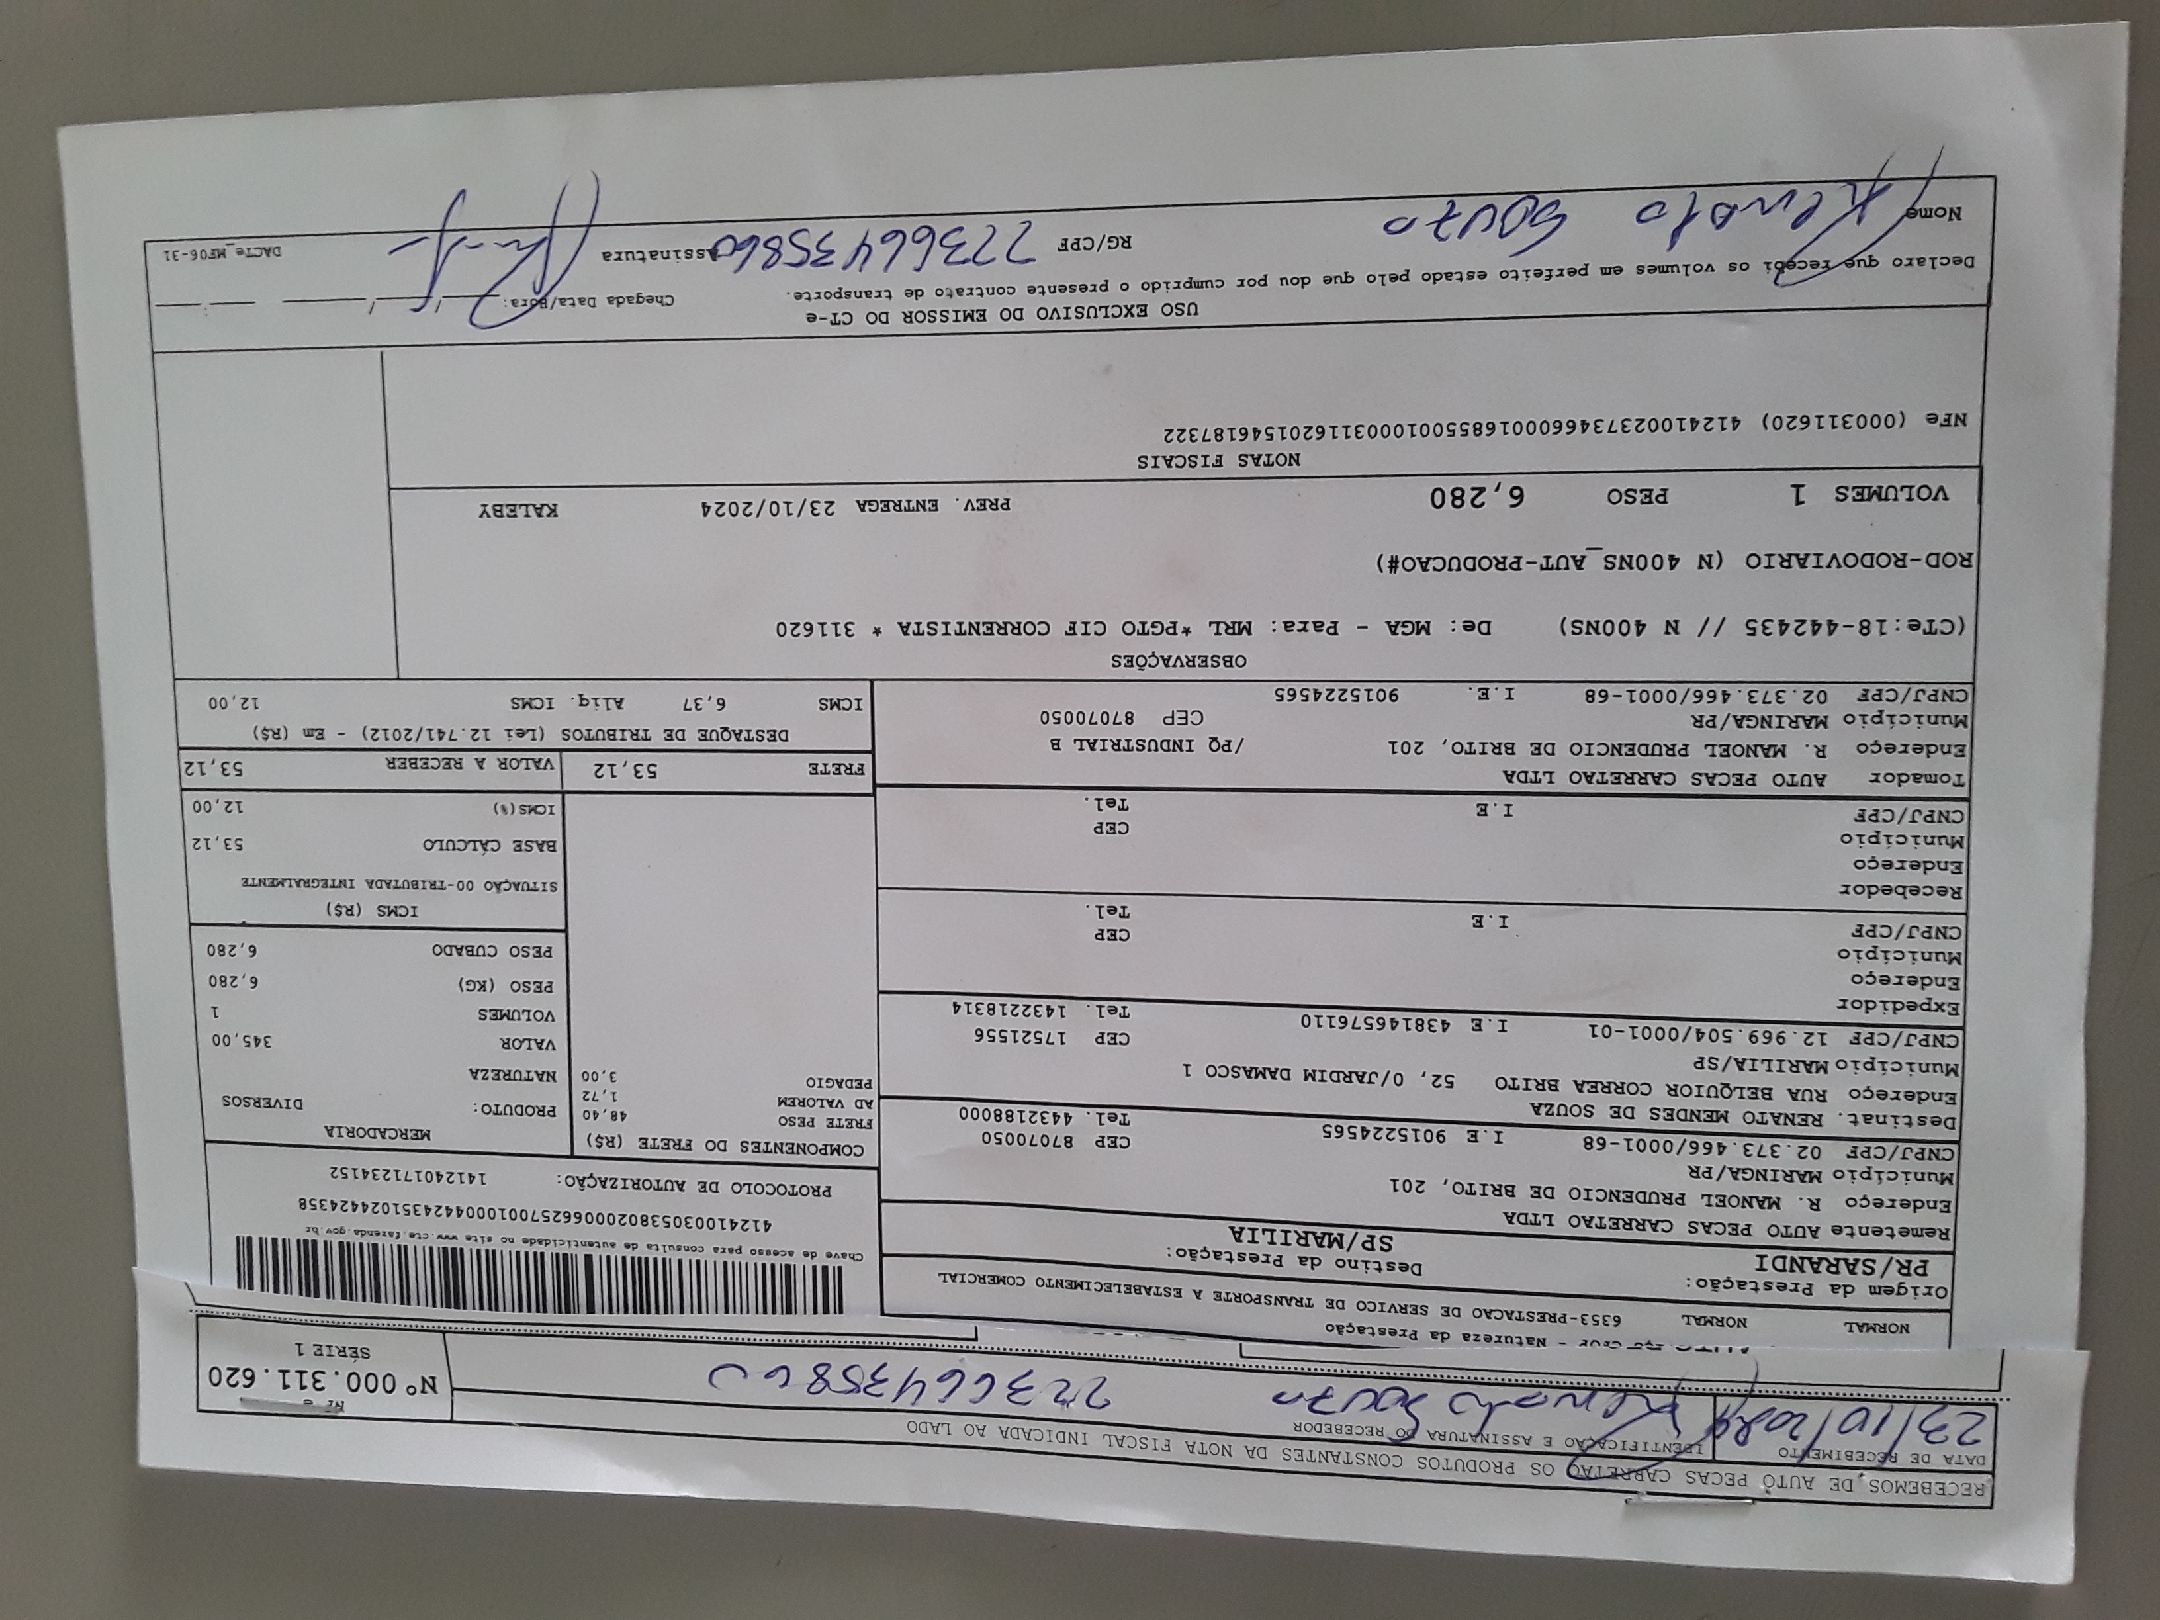 RECEBEMOS DE AUTO PECAS CARRETAO OS PRODUTOS CONSTANTES DA NOTA FISCAL INDICADA AO LADO
DATA DE RECEBIMENTO IDENTIFICAÇÃO E ASSINATURA DO RECEBEDOR
23/10/2024 Renato Souza 22366435860
Nº 000.311.620
SÉRIE 1
CFOP - Natureza da Prestação
NORMAL NORMAL 6353-PRESTACAO DE SERVICO DE TRANSPORTE A ESTABELECIMENTO COMERCIAL
Origem da Prestação: Destino da Prestação:
PR/SARANDI SP/MARILIA
Remetente AUTO PECAS CARRETAO LTDA
Endereço R. MANOEL PRUDENCIO DE BRITO, 201
Município MARINGA/PR CEP 87070050
CNPJ/CPF 02.373.466/0001-68 I.E 9015224565 Tel. 4432188000
Destinat. RENATO MENDES DE SOUZA
Endereço RUA BELQUIOR CORREA BRITO 52, 0/JARDIM DAMASCO 1
Município MARILIA/SP CEP 17521556
CNPJ/CPF 12.969.504/0001-01 I.E 438146576110 Tel. 1432218314
Expedidor
Endereço
Município CEP
CNPJ/CPF I.E Tel.
Recebedor
Endereço
Município CEP
CNPJ/CPF I.E Tel.
Tomador AUTO PECAS CARRETAO LTDA
Endereço R. MANOEL PRUDENCIO DE BRITO, 201 /PQ INDUSTRIAL B
Município MARINGA/PR CEP 87070050
CNPJ/CPF 02.373.466/0001-68 I.E. 9015224565
Chave de acesso para consulta de autenticidade no site www.cte.fazenda.gov.br
41241003053802000662570010004424351024424358
PROTOCOLO DE AUTORIZAÇÃO: 141240171234152
COMPONENTES DO FRETE (R$)
FRETE PESO 48,40
AD VALOREM 1,72
PEDAGIO 3,00
MERCADORIA
PRODUTO: DIVERSOS
NATUREZA
VALOR 345,00
VOLUMES 1
PESO (KG) 6,280
PESO CUBADO 6,280
ICMS (R$)
SITUAÇÃO 00-TRIBUTADA INTEGRALMENTE
BASE CÁLCULO 53,12
ICMS(%) 12,00
FRETE 53,12 VALOR A RECEBER 53,12
DESTAQUE DE TRIBUTOS (Lei 12.741/2012) - Em (R$)
ICMS 6,37 Aliq. ICMS 12,00
OBSERVAÇÕES
(CTe:18-442435 // N 400NS) De: MGA - Para: MRL *PGTO CIF CORRENTISTA * 311620
ROD-RODOVIARIO (N 400NS_AUT-PRODUCAO#)
VOLUMES 1 PESO 6,280 PREV. ENTREGA 23/10/2024 KALEBY
NOTAS FISCAIS
NFe (000311620) 41241002373466000168550010003116201546187322
USO EXCLUSIVO DO EMISSOR DO CT-e
Declaro que recebi os volumes em perfeito estado pelo que dou por cumprido o presente contrato de transporte. Chegada Data/Hora: __/__/____ __:__
Nome Renato Souza RG/CPF 22366435860 Assinatura DACTe_MF06-31